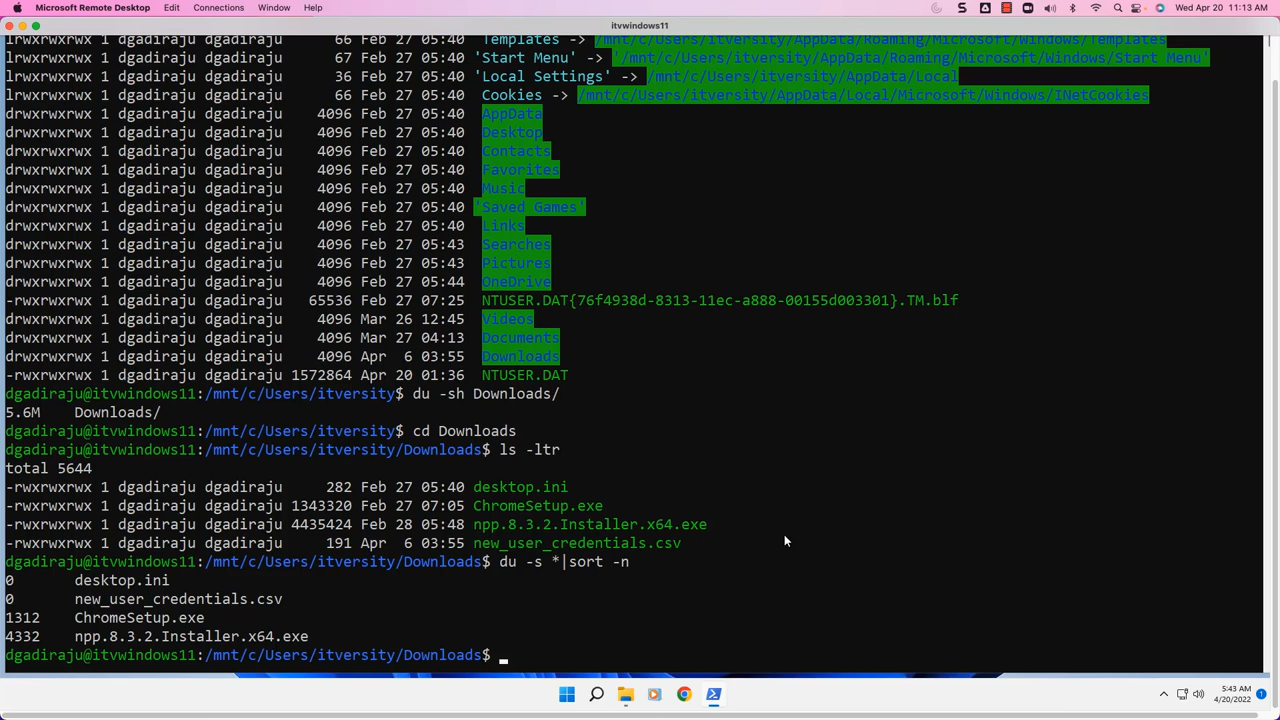 Microsoft Remote Desktop Edit Connections Window Help Wed Apr 20 11:13 AM
itvwindows11
lrwxrwxrwx 1 dgadiraju dgadiraju 66 Feb 27 05:40 Templates -> /mnt/c/Users/itversity/AppData/Roaming/Microsoft/Windows/Templates
lrwxrwxrwx 1 dgadiraju dgadiraju 67 Feb 27 05:40 'Start Menu' -> '/mnt/c/Users/itversity/AppData/Roaming/Microsoft/Windows/Start Menu'
lrwxrwxrwx 1 dgadiraju dgadiraju 36 Feb 27 05:40 'Local Settings' -> /mnt/c/Users/itversity/AppData/Local
lrwxrwxrwx 1 dgadiraju dgadiraju 66 Feb 27 05:40 Cookies -> /mnt/c/Users/itversity/AppData/Local/Microsoft/Windows/INetCookies
drwxrwxrwx 1 dgadiraju dgadiraju 4096 Feb 27 05:40 AppData
drwxrwxrwx 1 dgadiraju dgadiraju 4096 Feb 27 05:40 Desktop
drwxrwxrwx 1 dgadiraju dgadiraju 4096 Feb 27 05:40 Contacts
drwxrwxrwx 1 dgadiraju dgadiraju 4096 Feb 27 05:40 Favorites
drwxrwxrwx 1 dgadiraju dgadiraju 4096 Feb 27 05:40 Music
drwxrwxrwx 1 dgadiraju dgadiraju 4096 Feb 27 05:40 'Saved Games'
drwxrwxrwx 1 dgadiraju dgadiraju 4096 Feb 27 05:40 Links
drwxrwxrwx 1 dgadiraju dgadiraju 4096 Feb 27 05:43 Searches
drwxrwxrwx 1 dgadiraju dgadiraju 4096 Feb 27 05:43 Pictures
drwxrwxrwx 1 dgadiraju dgadiraju 4096 Feb 27 05:44 OneDrive
-rwxrwxrwx 1 dgadiraju dgadiraju 65536 Feb 27 07:25 NTUSER.DAT{76f4938d-8313-11ec-a888-00155d003301}.TM.blf
drwxrwxrwx 1 dgadiraju dgadiraju 4096 Mar 26 12:45 Videos
drwxrwxrwx 1 dgadiraju dgadiraju 4096 Mar 27 04:13 Documents
drwxrwxrwx 1 dgadiraju dgadiraju 4096 Apr 6 03:55 Downloads
-rwxrwxrwx 1 dgadiraju dgadiraju 1572864 Apr 20 01:36 NTUSER.DAT
dgadiraju@itvwindows11:/mnt/c/Users/itversity$ du -sh Downloads/
5.6M Downloads/
dgadiraju@itvwindows11:/mnt/c/Users/itversity$ cd Downloads
dgadiraju@itvwindows11:/mnt/c/Users/itversity/Downloads$ ls -ltr
total 5644
-rwxrwxrwx 1 dgadiraju dgadiraju 282 Feb 27 05:40 desktop.ini
-rwxrwxrwx 1 dgadiraju dgadiraju 1343320 Feb 27 07:05 ChromeSetup.exe
-rwxrwxrwx 1 dgadiraju dgadiraju 4435424 Feb 28 05:48 npp.8.3.2.Installer.x64.exe
-rwxrwxrwx 1 dgadiraju dgadiraju 191 Apr 6 03:55 new_user_credentials.csv
dgadiraju@itvwindows11:/mnt/c/Users/itversity/Downloads$ du -s *|sort -n
0 desktop.ini
0 new_user_credentials.csv
1312 ChromeSetup.exe
4332 npp.8.3.2.Installer.x64.exe
dgadiraju@itvwindows11:/mnt/c/Users/itversity/Downloads$
5:43 AM
4/20/2022